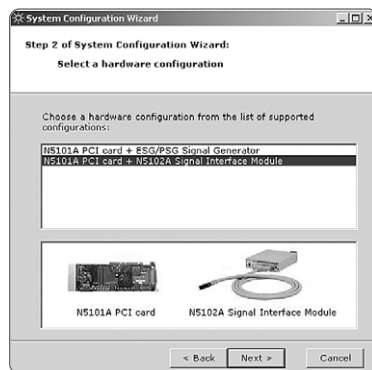 System Configuration Wizard
Step 2 of System Configuration Wizard:
Select a hardware configuration
Choose a hardware configuration from the list of supported
configurations:
N5101A PCI card + ESG/PSG Signal Generator
N5101A PCI card + N5102A Signal Interface Module
N5101A PCI card
N5102A Signal Interface Module
< Back
Next >
Cancel